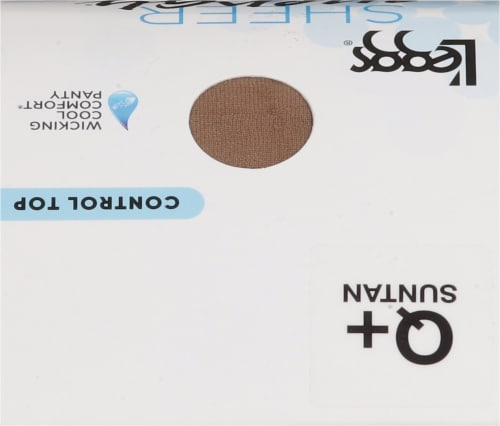 Q+
SUNTAN
CONTROL TOP
WICKING
COOL
COMFORT*
PANTY
L'eggs®
SHEER